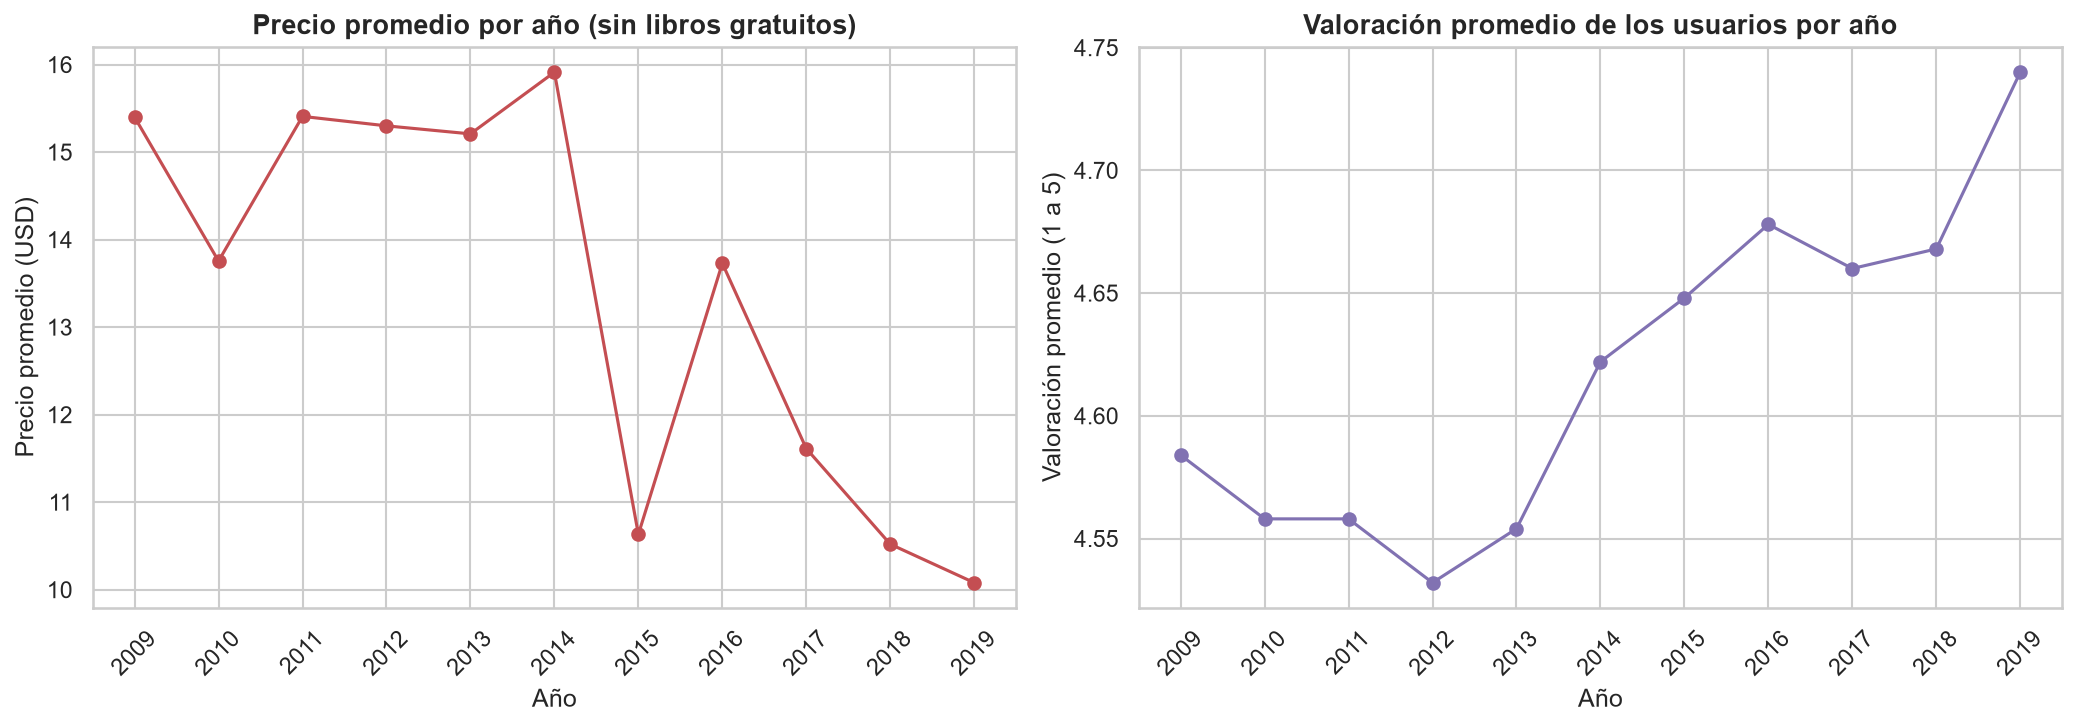 Precio promedio por año (sin libros gratuitos)
16
15
14
13
12
11
10
Precio promedio (USD)
2009 2010 2011 2012 2013 2014 2015 2016 2017 2018 2019
Año
Valoración promedio de los usuarios por año
4.75
4.70
4.65
4.60
4.55
Valoración promedio (1 a 5)
2009 2010 2011 2012 2013 2014 2015 2016 2017 2018 2019
Año